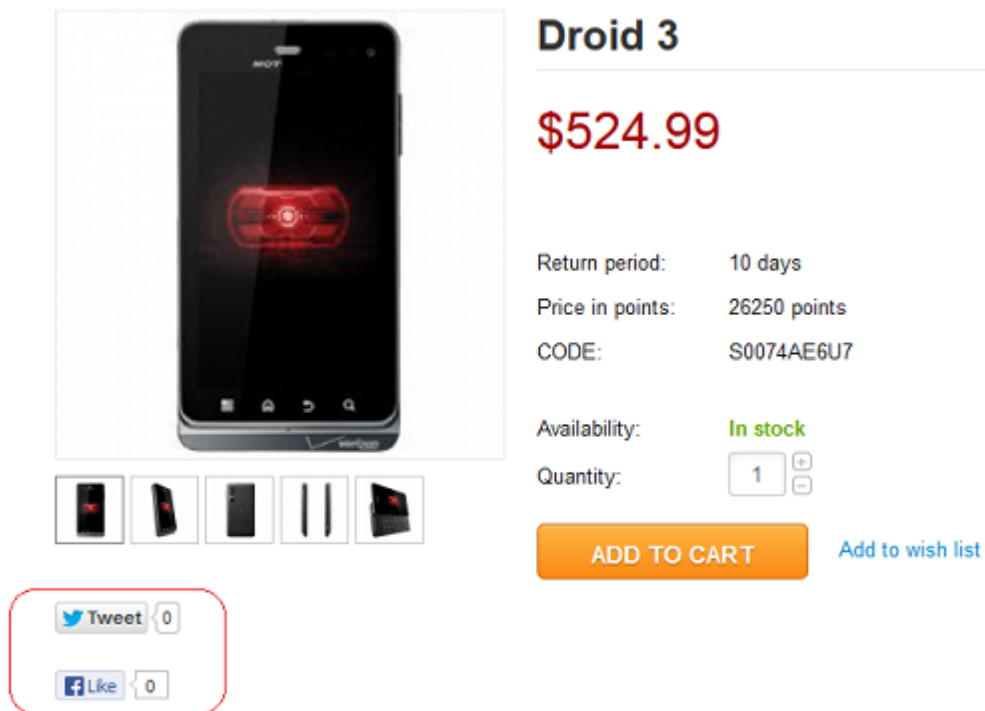 Droid 3
$524.99
Return period: 10 days
Price in points: 26250 points
CODE: S0074AE6U7
Availability: In stock
Quantity: 1
ADD TO CART Add to wish list
verizon
Tweet 0
Like 0